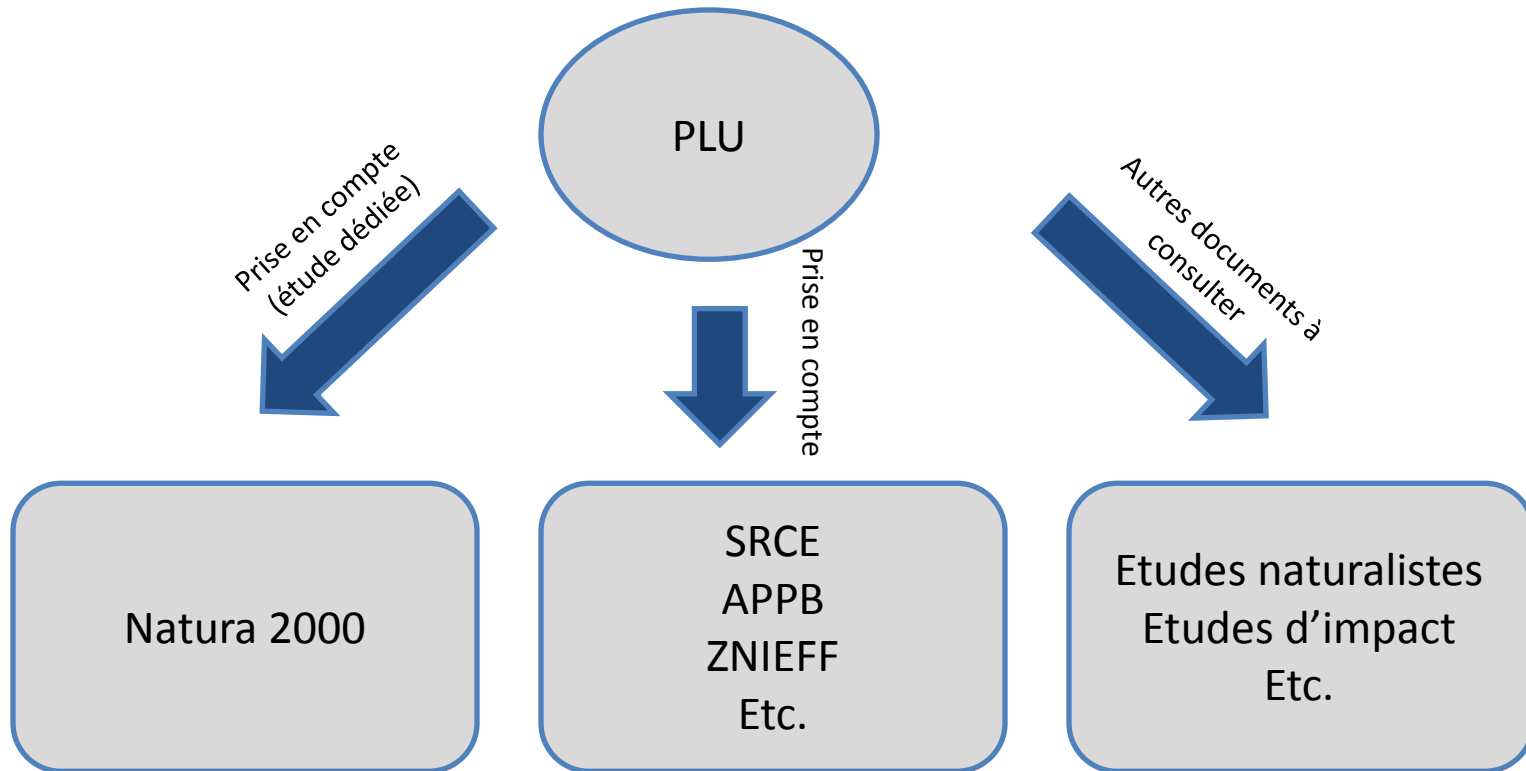 PLU
Prise en compte
(étude dédiée)
Prise en compte
Autres documents à
consulter
Natura 2000
SRCE
APPB
ZNIEFF
Etc.
Etudes naturalistes
Etudes d’impact
Etc.